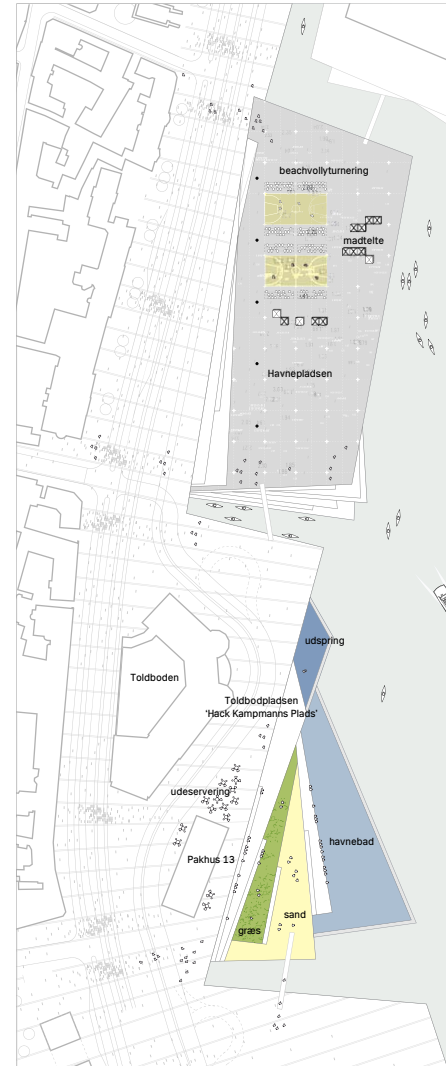 beachvollyturnering
madtelte
Havnepladsen
udspring
Toldboden
Toldbodpladsen
'Hack Kampmanns Plads'
udeservering
havnebad
Pakhus 13
sand
græs